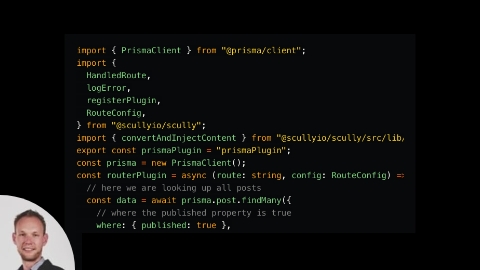 import { PrismaClient } from "@prisma/client";
import {
HandledRoute,
logError,
registerPlugin,
RouteConfig,
} from "@scullyio/scully";
import { convertAndInjectContent } from "@scullyio/scully/src/lib/
export const prismaPlugin = "prismaPlugin";
const prisma = new PrismaClient();
const routerPlugin = async (route: string, config: RouteConfig) =>
// here we are looking up all posts
const data = await prisma.post.findMany({
// where the published property is true
where: { published: true },